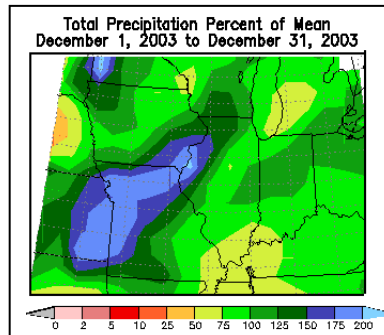 Total Precipitation Percent of Mean
December 1, 2003 to December 31, 2003
0 2 5 10 25 50 75 100 125 150 175 200